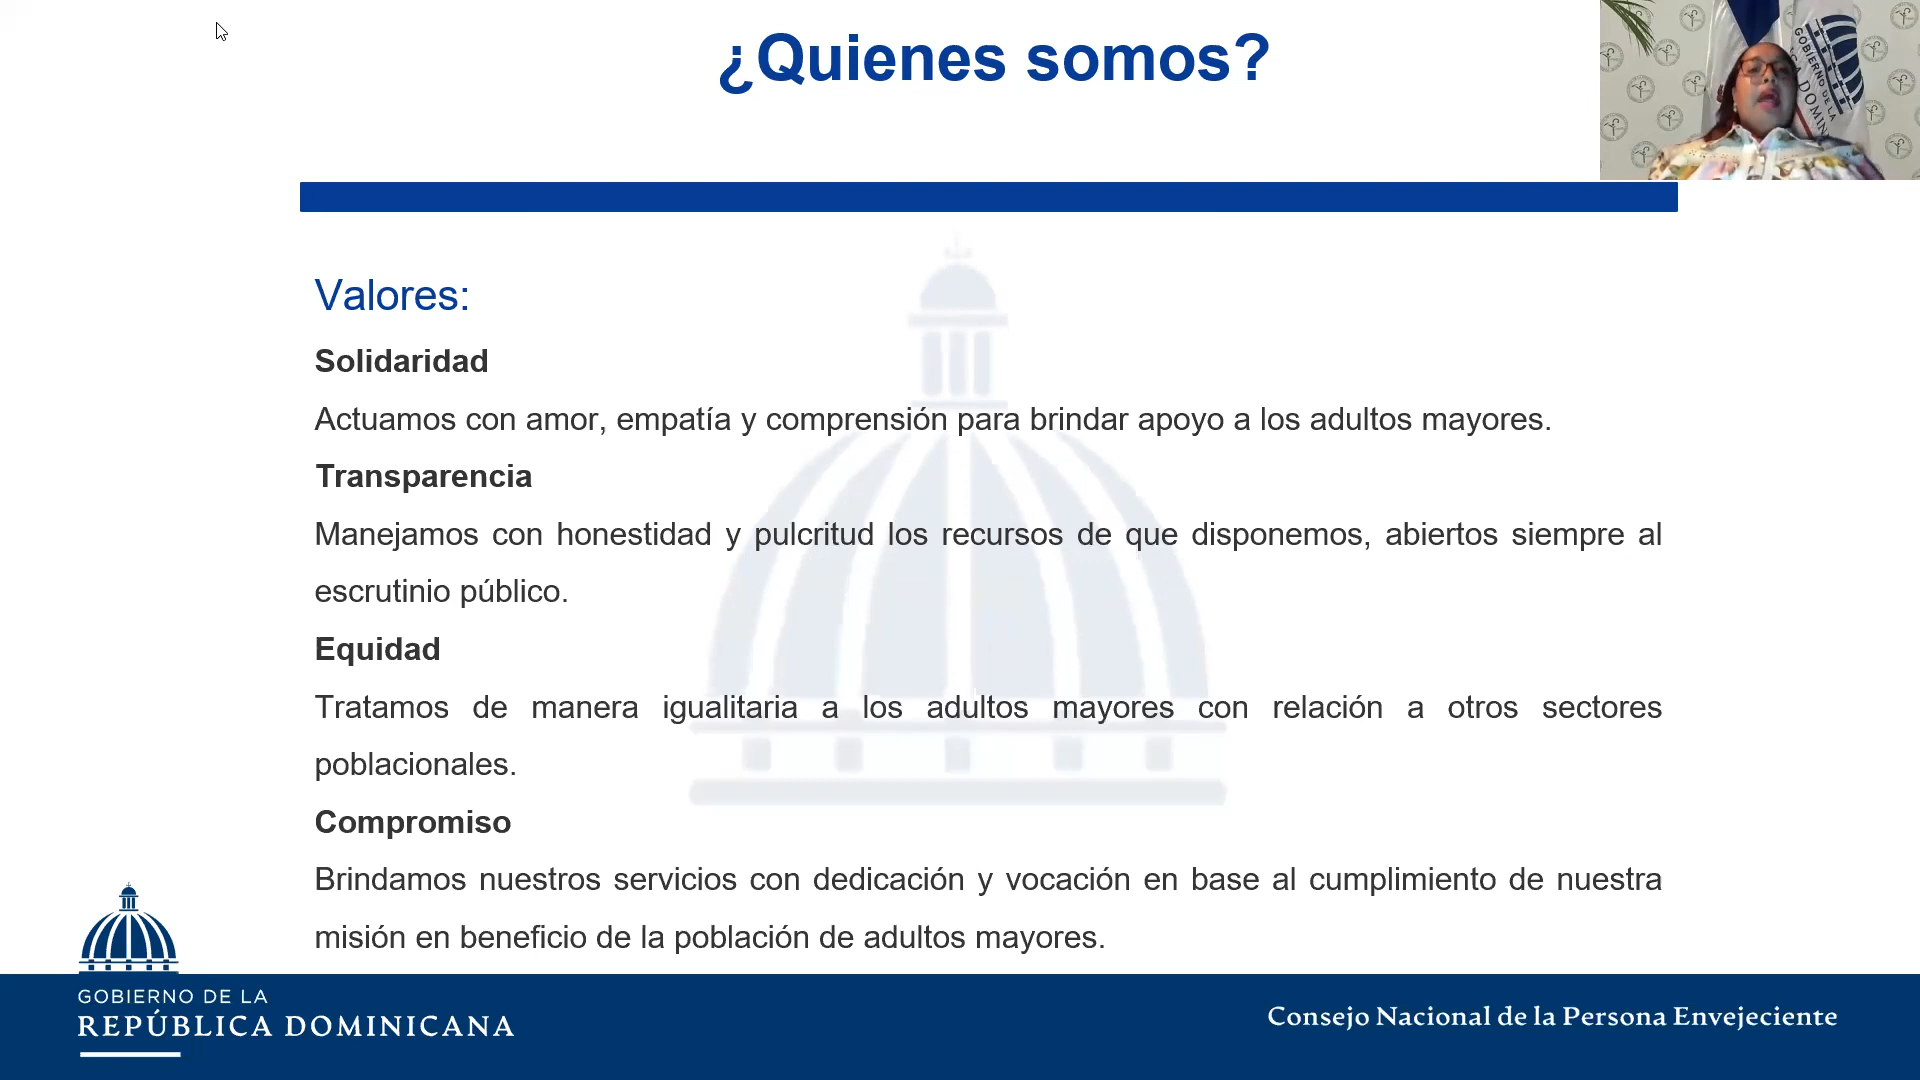 ¿Quienes somos?
GOBIERNO DE LA
Valores:
Solidaridad
Actuamos con amor, empatía y comprensión para brindar apoyo a los adultos mayores.
Transparencia
Manejamos con honestidad y pulcritud los recursos de que disponemos, abiertos siempre al
escrutinio público.
Equidad
Tratamos de manera igualitaria a los adultos mayores con relación a otros sectores
poblacionales.
Compromiso
Brindamos nuestros servicios con dedicación y vocación en base al cumplimiento de nuestra
misión en beneficio de la población de adultos mayores.
GOBIERNO DE LA
REPÚBLICA DOMINICANA
Consejo Nacional de la Persona Envejeciente